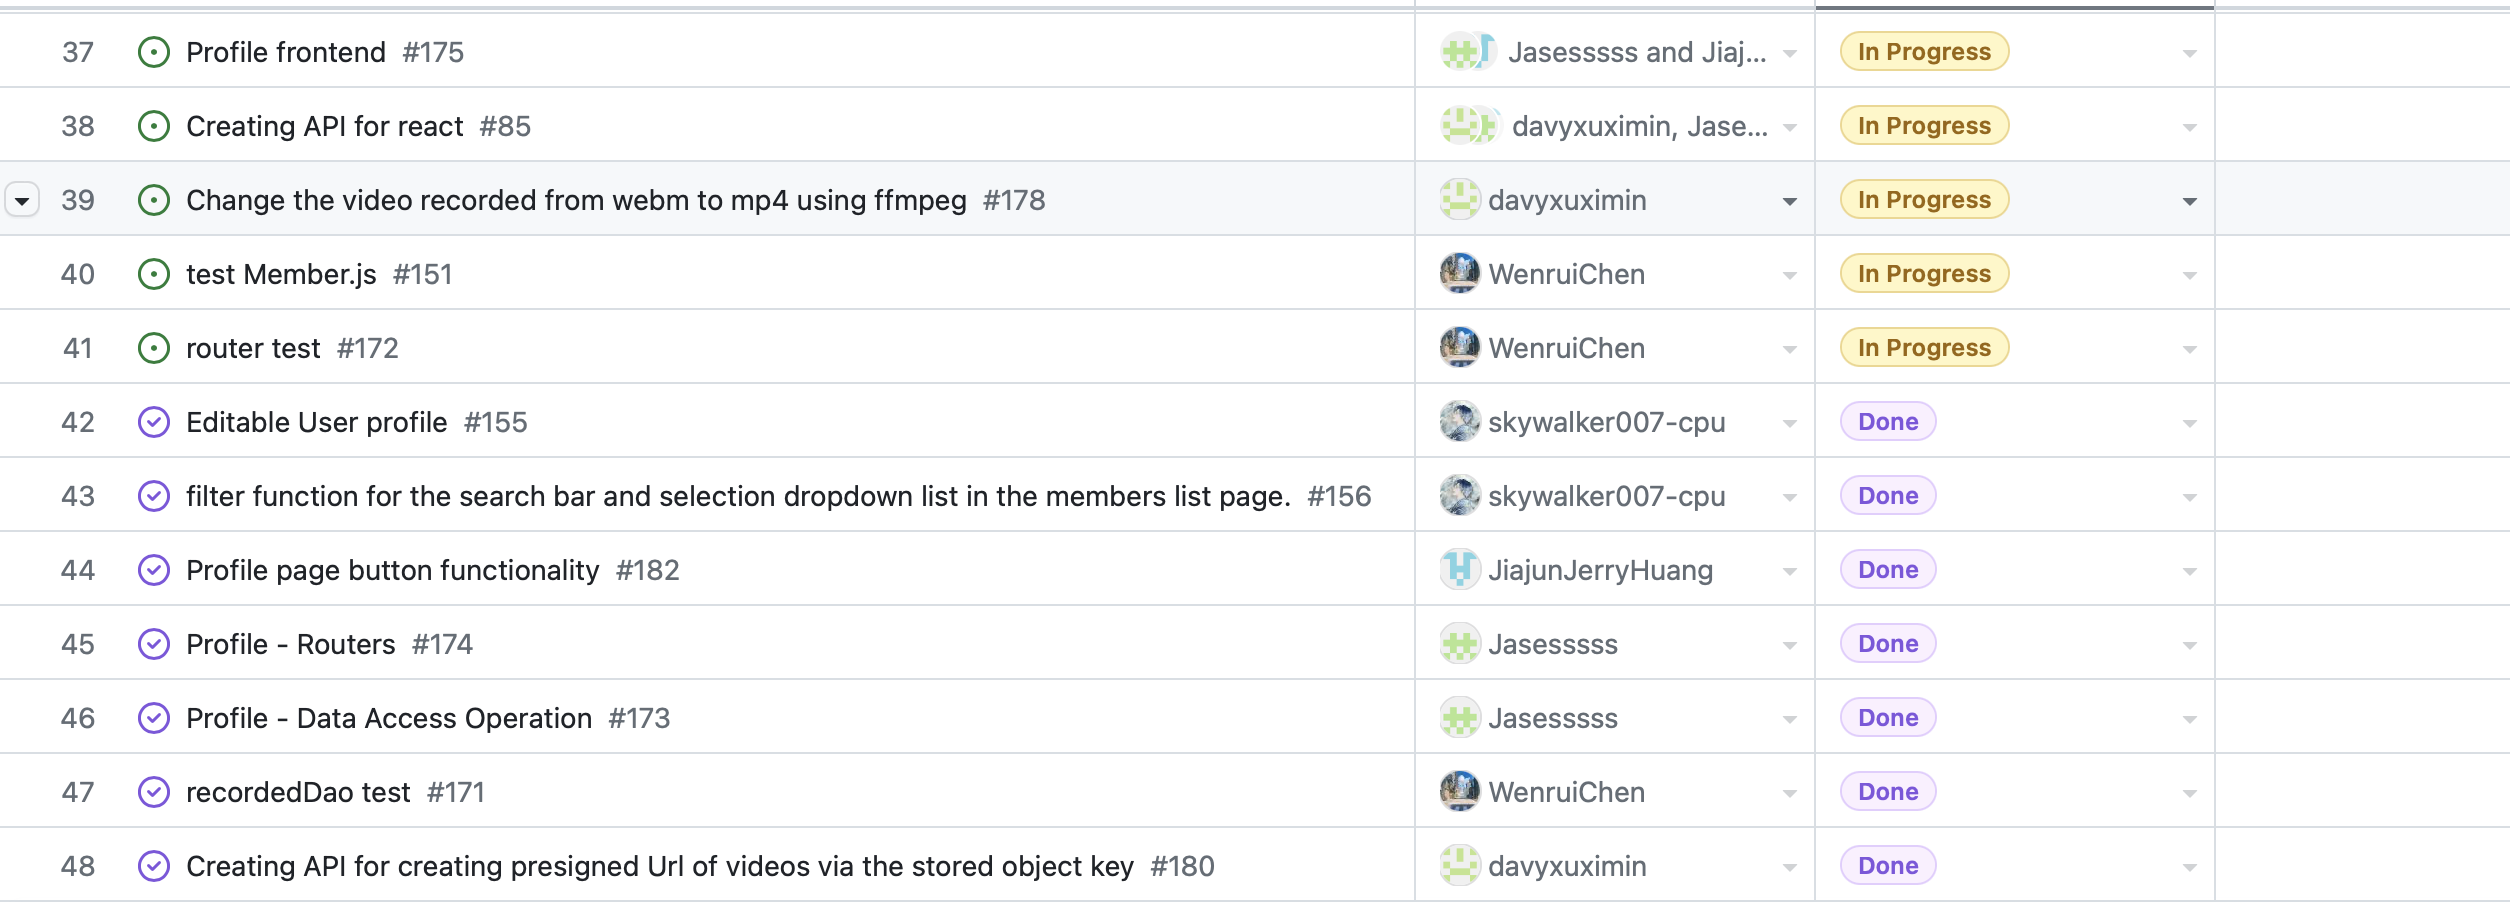 37 Profile frontend #175 Jasesssss and Jiaj... In Progress
38 Creating API for react #85 davyxuximin, Jase... In Progress
39 Change the video recorded from webm to mp4 using ffmpeg #178 davyxuximin In Progress
40 test Member.js #151 WenruiChen In Progress
41 router test #172 WenruiChen In Progress
42 Editable User profile #155 skywalker007-cpu Done
43 filter function for the search bar and selection dropdown list in the members list page. #156 skywalker007-cpu Done
44 Profile page button functionality #182 JiajunJerryHuang Done
45 Profile - Routers #174 Jasesssss Done
46 Profile - Data Access Operation #173 Jasesssss Done
47 recordedDao test #171 WenruiChen Done
48 Creating API for creating presigned Url of videos via the stored object key #180 davyxuximin Done